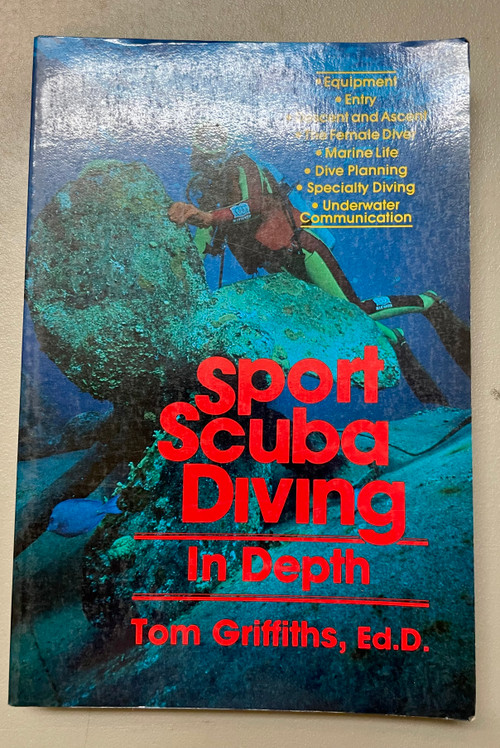 • Equipment
• Entry
• Descent and Ascent
• The Female Diver
• Marine Life
• Dive Planning
• Specialty Diving
• Underwater
Communication
Sport
Scuba
Diving
In Depth
Tom Griffiths, Ed.D.